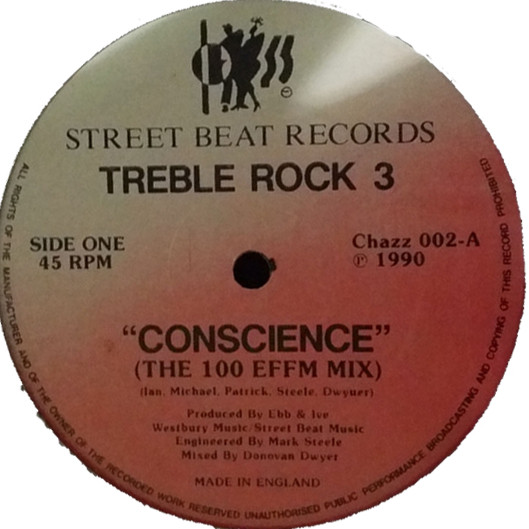 STREET BEAT RECORDS
TREBLE ROCK 3
SIDE ONE
45 RPM
Chazz 002-A
℗ 1990
"CONSCIENCE"
(THE 100 EFFM MIX)
(Ian, Michael, Patrick, Steele, Dwyuer)
Produced By Ebb & Ive
Westbury Music/Street Beat Music
Engineered By Mark Steele
Mixed By Donovan Dwyer
MADE IN ENGLAND
ALL RIGHTS OF THE MANUFACTURER AND OF THE OWNER OF THE RECORDED WORK RESERVED UNAUTHORISED PUBLIC PERFORMANCE BROADCASTING AND COPYING OF THIS RECORD PROHIBITED